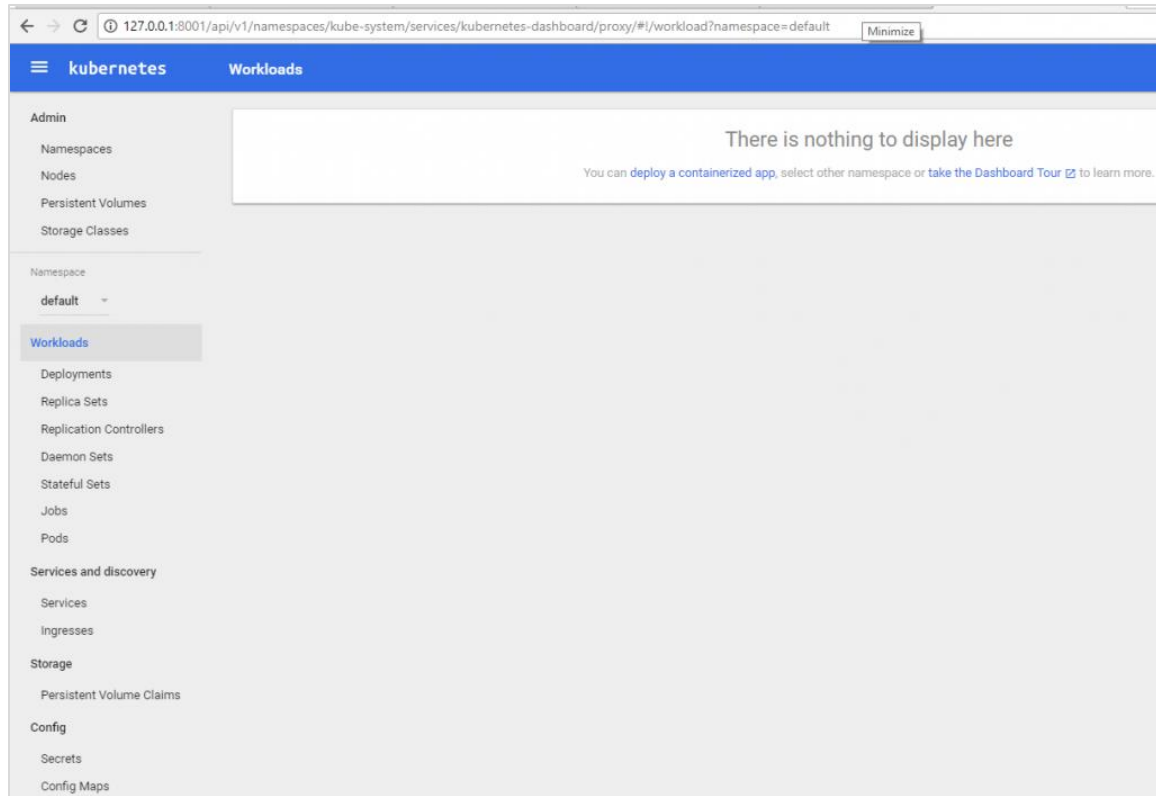 127.0.0.1:8001/api/v1/namespaces/kube-system/services/kubernetes-dashboard/proxy/#!/workload?namespace=default
Minimize
kubernetes Workloads
Admin
Namespaces
Nodes
Persistent Volumes
Storage Classes
Namespace
default
Workloads
Deployments
Replica Sets
Replication Controllers
Daemon Sets
Stateful Sets
Jobs
Pods
Services and discovery
Services
Ingresses
Storage
Persistent Volume Claims
Config
Secrets
Config Maps
There is nothing to display here
You can deploy a containerized app, select other namespace or take the Dashboard Tour to learn more.